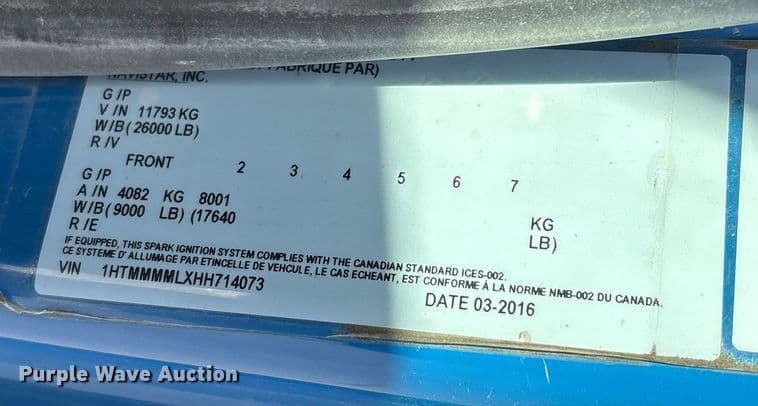 FABRIQUE PAR)
NAVISTAR, INC.
G /P
V /N 11793 KG
W/B( 26000 LB)
R /V
FRONT 2 3 4 5 6 7
G /P
A /N 4082 KG 8001 KG
W/B( 9000 LB) (17640 LB)
R /E
IF EQUIPPED, THIS SPARK IGNITION SYSTEM COMPLIES WITH THE CANADIAN STANDARD ICES-002.
CE SYSTEME D' ALLUMAGE PAR ETINCELLE DE VEHCULE, LE CAS ECHEANT, EST CONFORME À LA NORME NMB-002 DU CANADA.
VIN 1HTMMMMLXHH714073
DATE 03-2016
Purple Wave Auction